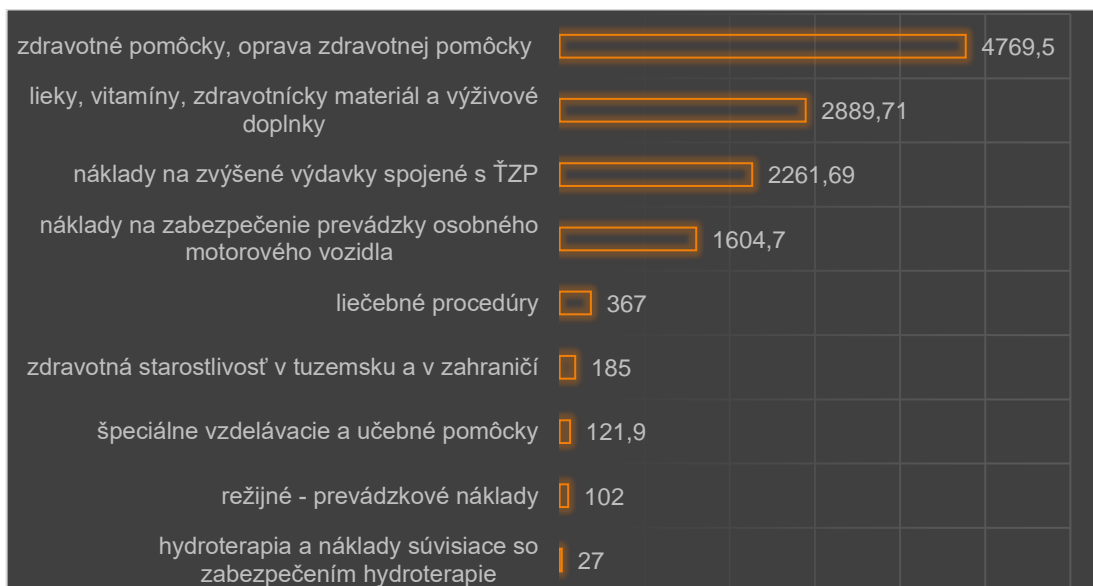 zdravotné pomôcky, oprava zdravotnej pomôcky 4769,5
lieky, vitamíny, zdravotnícky materiál a výživové
doplnky 2889,71
náklady na zvýšené výdavky spojené s ŤZP 2261,69
náklady na zabezpečenie prevádzky osobného
motorového vozidla 1604,7
liečebné procedúry 367
zdravotná starostlivosť v tuzemsku a v zahraničí 185
špeciálne vzdelávacie a učebné pomôcky 121,9
režijné - prevádzkové náklady 102
hydroterapia a náklady súvisiace so
zabezpečením hydroterapie 27